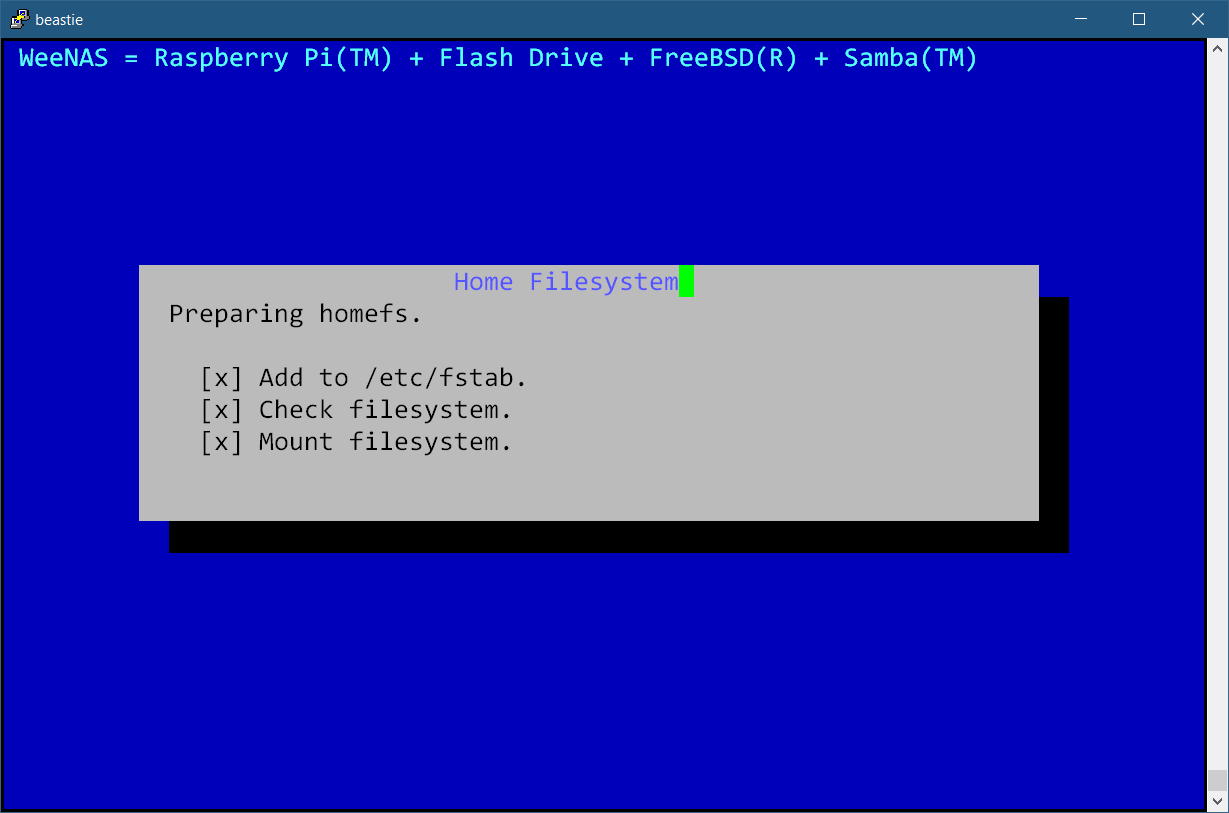 beastie
WeeNAS = Raspberry Pi(TM) + Flash Drive + FreeBSD(R) + Samba(TM)
Home Filesystem
Preparing homefs.
[x] Add to /etc/fstab.
[x] Check filesystem.
[x] Mount filesystem.